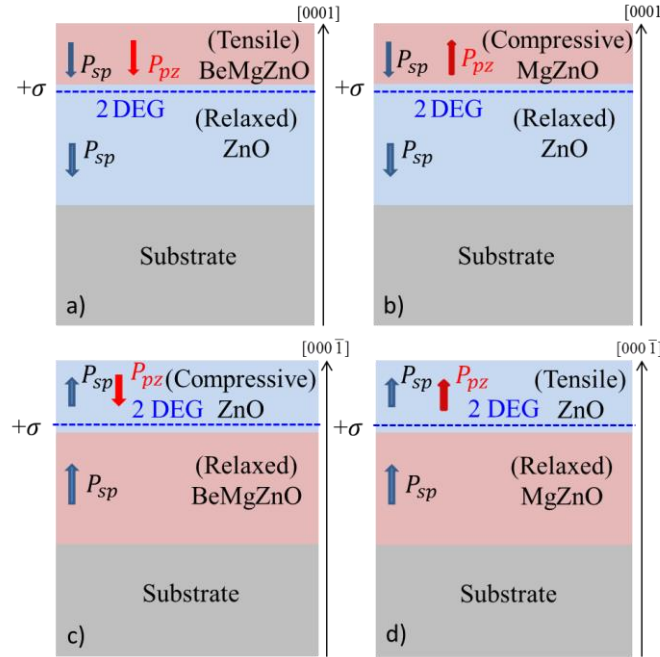 [0001]
(Tensile)
BeMgZnO
P_sp
P_pz
+σ
2 DEG
(Relaxed)
ZnO
P_sp
Substrate
a)
[0001]
(Compressive)
MgZnO
P_sp
P_pz
+σ
2 DEG
(Relaxed)
ZnO
P_sp
Substrate
b)
[000 1̄]
P_sp
P_pz
(Compressive)
2 DEG ZnO
+σ
(Relaxed)
BeMgZnO
P_sp
Substrate
c)
[000 1̄]
P_sp
P_pz
(Tensile)
2 DEG ZnO
+σ
(Relaxed)
MgZnO
P_sp
Substrate
d)